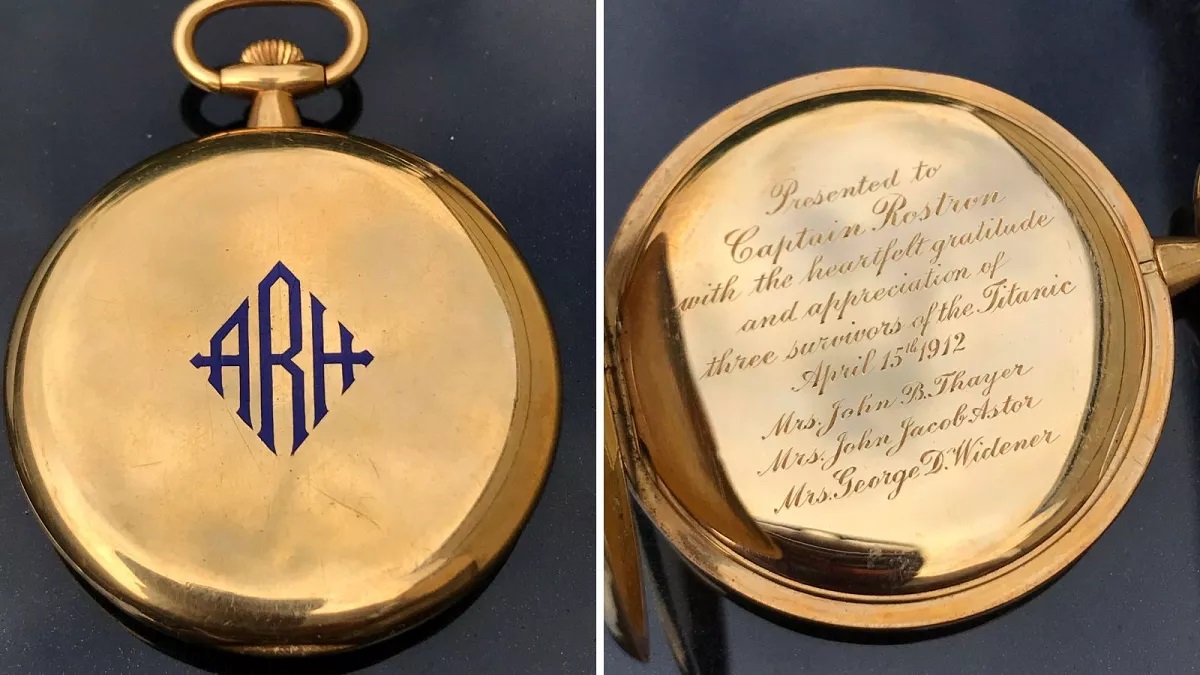 ARH
Presented to
Captain Rostron
with the heartfelt gratitude
and appreciation of
three survivors of the Titanic
April 15th 1912
Mrs. John B. Thayer
Mrs. John Jacob Astor
Mrs. George D. Widener